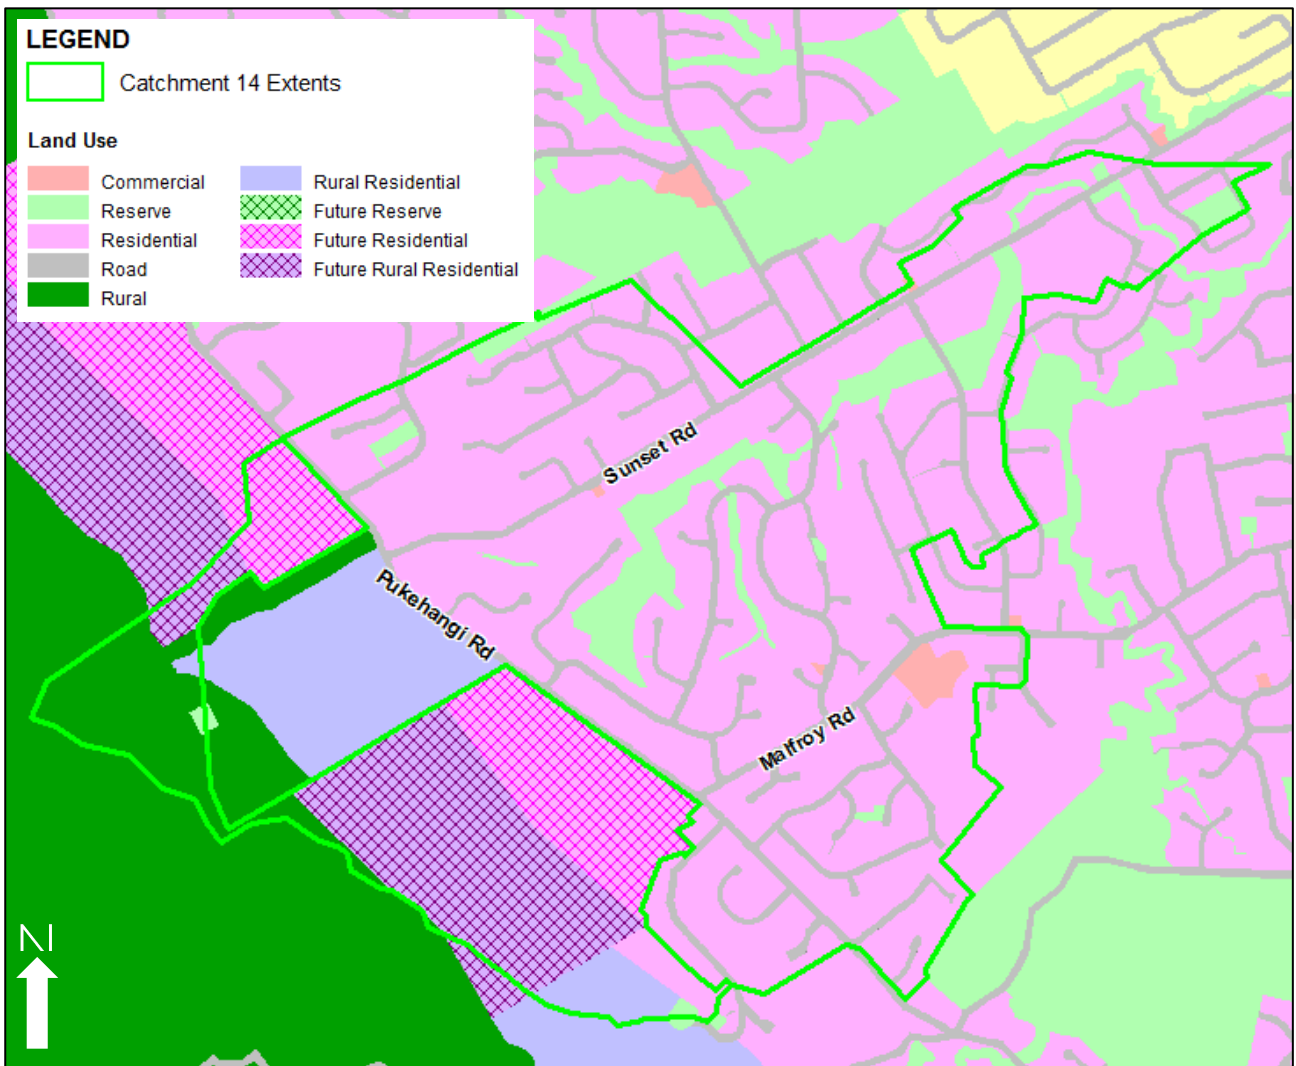 LEGEND
Catchment 14 Extents
Land Use
Commercial
Reserve
Residential
Road
Rural
Rural Residential
Future Reserve
Future Residential
Future Rural Residential
Sunset Rd
Pukehangi Rd
Malfroy Rd
N